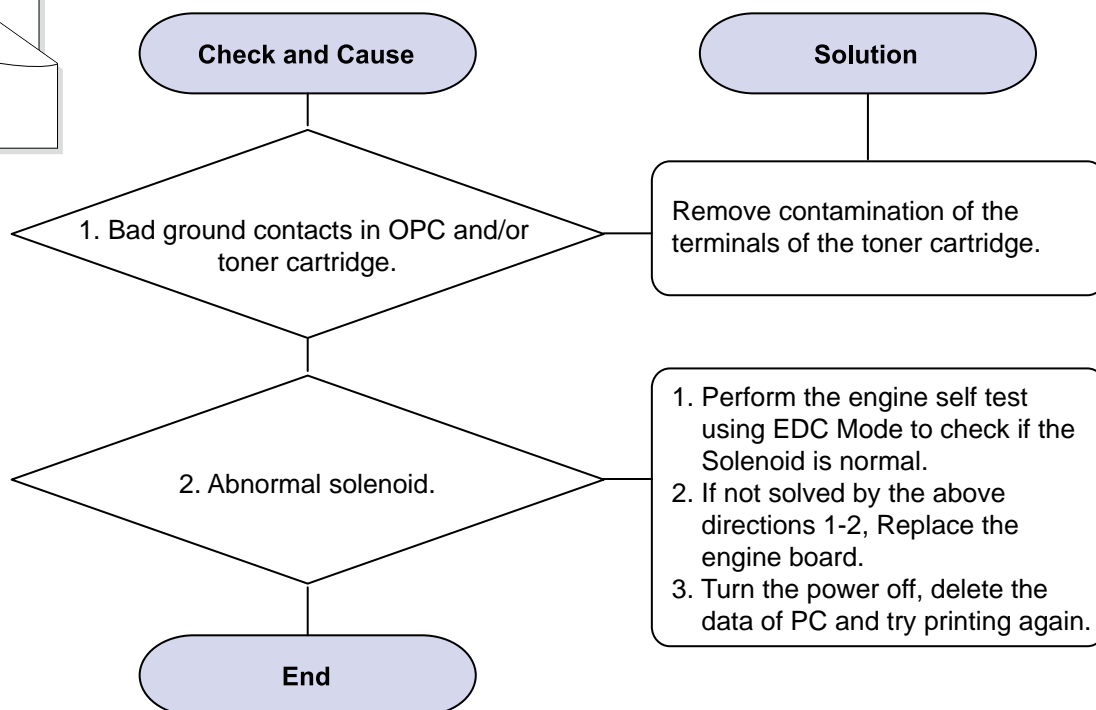 Check and Cause
Solution
1. Bad ground contacts in OPC and/or
toner cartridge.
Remove contamination of the
terminals of the toner cartridge.
2. Abnormal solenoid.
1. Perform the engine self test
using EDC Mode to check if the
Solenoid is normal.
2. If not solved by the above
directions 1-2, Replace the
engine board.
3. Turn the power off, delete the
data of PC and try printing again.
End